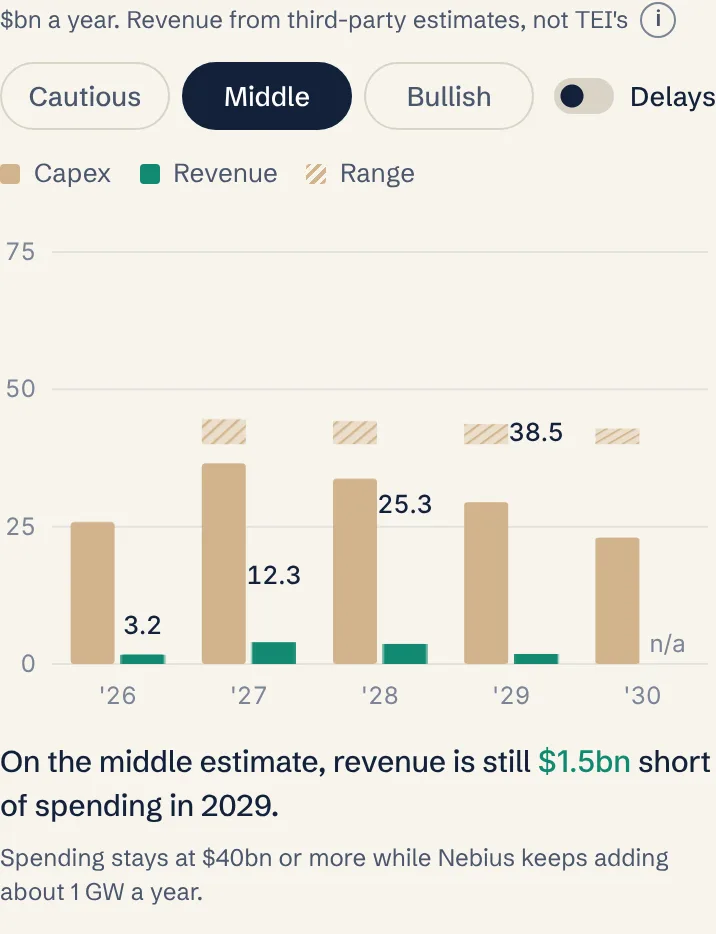 $bn a year. Revenue from third-party estimates, not TEI's i
Cautious Middle Bullish Delays
Capex Revenue Range
75
50
38.5
25.3
25
12.3
3.2
n/a
0
'26 '27 '28 '29 '30
On the middle estimate, revenue is still $1.5bn short
of spending in 2029.
Spending stays at $40bn or more while Nebius keeps adding
about 1 GW a year.